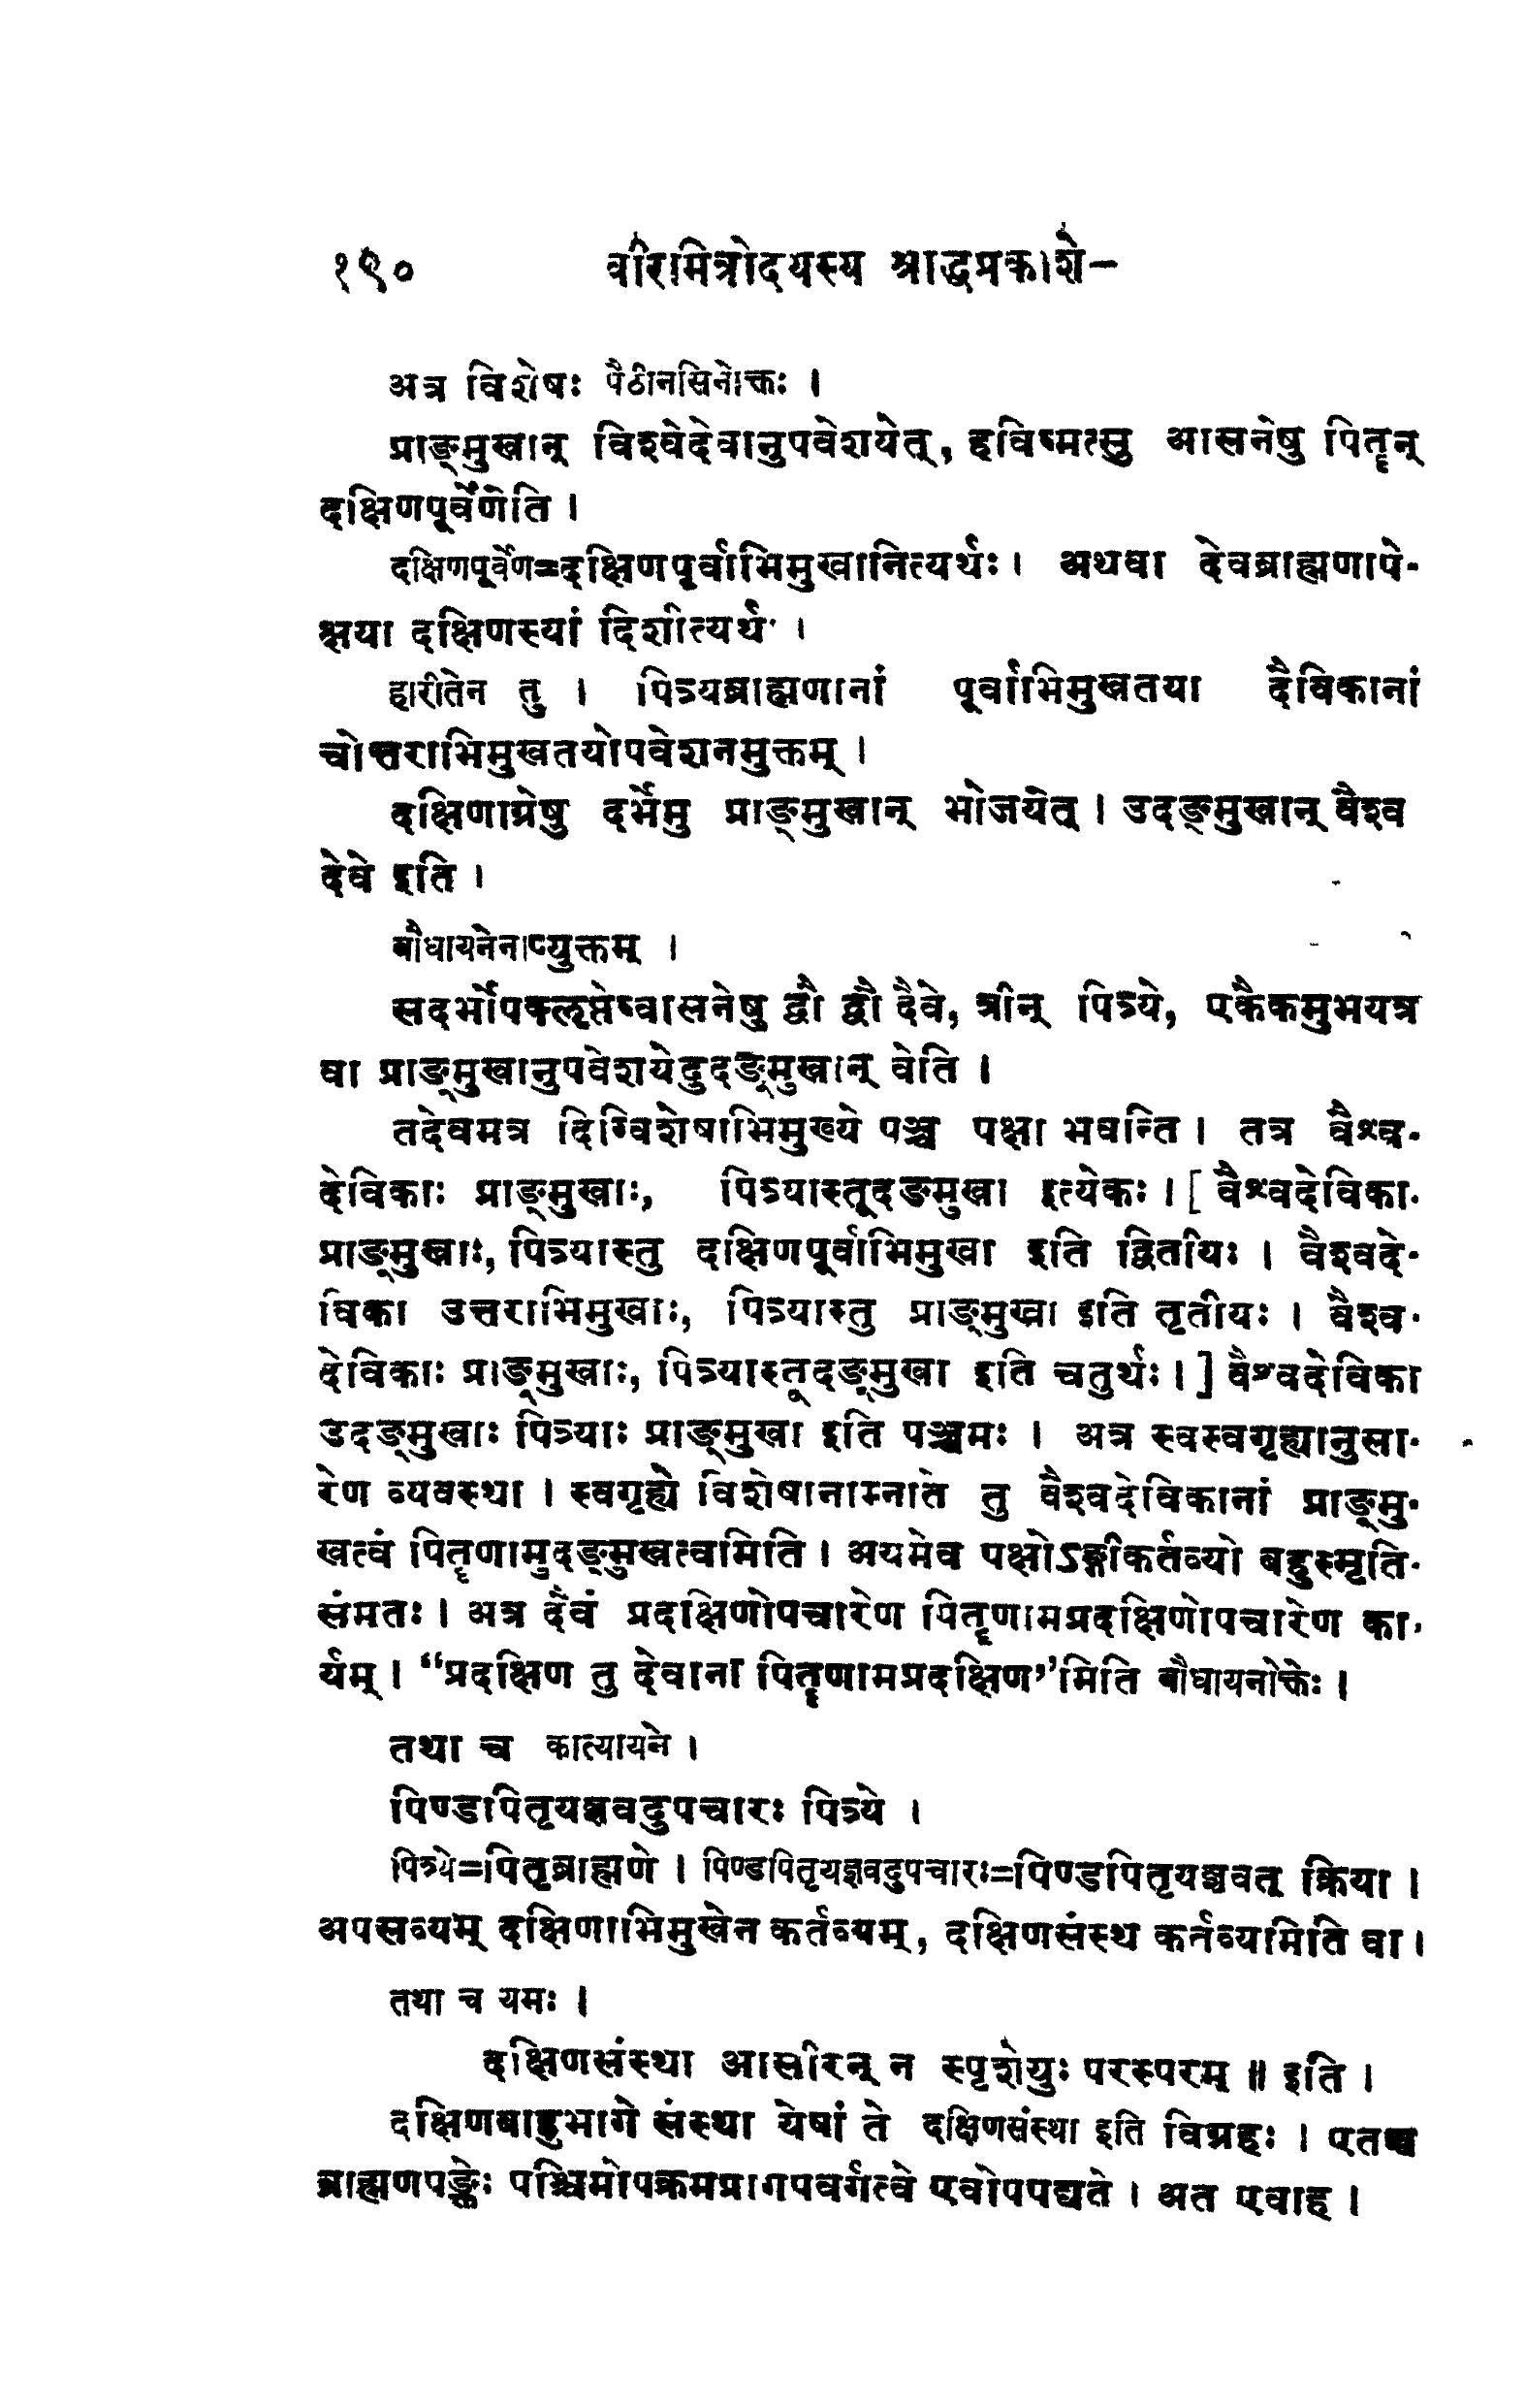 १९० वीरमित्रोदयस्य श्राद्धप्रकाशे-
अत्र विशेषः पैठीनसिनोक्तः ।
प्राङ्मुखान् विश्वेदेवानुपवेशयेत्, हविष्मत्सु आसनेषु पितॄन्
दक्षिणपूर्वेणेति ।
दक्षिणपूर्वेण=दक्षिणपूर्वाभिमुखानित्यर्थः । अथवा देवब्राह्मणापे-
क्षया दक्षिणस्यां दिशीत्यर्थः ।
हारीतेन तु । पित्र्यब्राह्मणानां पूर्वाभिमुखतया दैविकानां
चोत्तराभिमुखतयोपवेशनमुक्तम् ।
दक्षिणाग्रेषु दर्भेमु प्राङ्मुखान् भोजयेत् । उदङ्मुखान् वैश्व
देवे इति ।
बौधायनेनाप्युक्तम् ।
सदर्भोपक्लृप्तेष्वासनेषु द्वौ द्वौ दैवे, त्रीन् पित्र्ये, एकैकमुभयत्र
वा प्राङ्मुखानुपवेशयेदुदङ्मुखान् वेति ।
तदेवमत्र दिग्विशेषाभिमुख्ये पञ्च पक्षा भवन्ति । तत्र वैश्व-
देविकाः प्राङ्मुखाः, पित्र्यास्तूदङमुखा इत्येकः । [ वैश्वदेविका-
प्राङ्मुखाः, पित्र्यास्तु दक्षिणपूर्वाभिमुखा इति द्वितीयः । वैश्वदे-
विका उत्तराभिमुखाः, पित्र्यास्तु प्राङ्मुखा इति तृतीयः । वैश्व-
देविकाः प्राङ्मुखाः, पित्र्यास्तूदङ्मुखा इति चतुर्थः । ] वैश्वदेविका
उदङ्मुखाः पित्र्याः प्राङ्मुखा इति पञ्चमः । अत्र स्वस्वगृह्यानुसा-
रेण व्यवस्था । स्वगृह्ये विशेषानाम्नाते तु वैश्वदेविकानां प्राङ्मु-
खत्वं पितॄणामुदङ्मुखत्वमिति । अयमेव पक्षोऽङ्गीकर्तव्यो बहुस्मृति-
संमतः । अत्र दैवं प्रदक्षिणोपचारेण पितॄणामप्रदक्षिणोपचारेण का-
र्यम् । “प्रदक्षिण तु देवाना पितॄणामप्रदक्षिण”मिति बौधायनोक्तेः ।
तथा च कात्यायने ।
पिण्डपितृयज्ञवदुपचारः पित्र्ये ।
पित्र्ये=पितृब्राह्मणे । पिण्डपितृयज्ञवदुपचारः=पिण्डपितृयज्ञवत् क्रिया ।
अपसव्यम् दक्षिणाभिमुखेन कर्तव्यम्, दक्षिणसंस्थ कर्तव्यमिति वा ।
तथा च यमः ।
दक्षिणसंस्था आसीरन् न स्पृशेयुः परस्परम् ॥ इति ।
दक्षिणबाहुभागे संस्था येषां ते दक्षिणसंस्था इति विग्रहः । एतच्च
ब्राह्मणपङ्क्तेः पश्चिमोपक्रमप्रागपवर्गत्वे एवोपपद्यते । अत एवाह ।